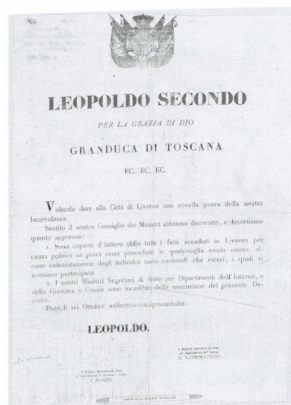 LEOPOLDO SECONDO
PER LA GRAZIA DI DIO
GRANDUCA DI TOSCANA
EC. EC. EC.
Volendo dare alla Città di Livorno una novella prova della nostra
benevolenza.
Sentito il nostro Consiglio dei Ministri abbiamo decretato, e decretiamo
quanto appresso:
1. Sono coperti d'intero oblio tutti i fatti accaduti in Livorno per
causa politica nè potrà esser proceduto in qualsivoglia modo contro
indistintamente degli individui tanto nazionali che esteri, i quali vi
avessero partecipato.
2. I nostri Ministri Segretari di Stato pei Dipartimenti dell'Interno, e
della Giustizia e Grazia sono incaricati della esecuzione del presente De-
creto.
Dato li sei Ottobre
LEOPOLDO.